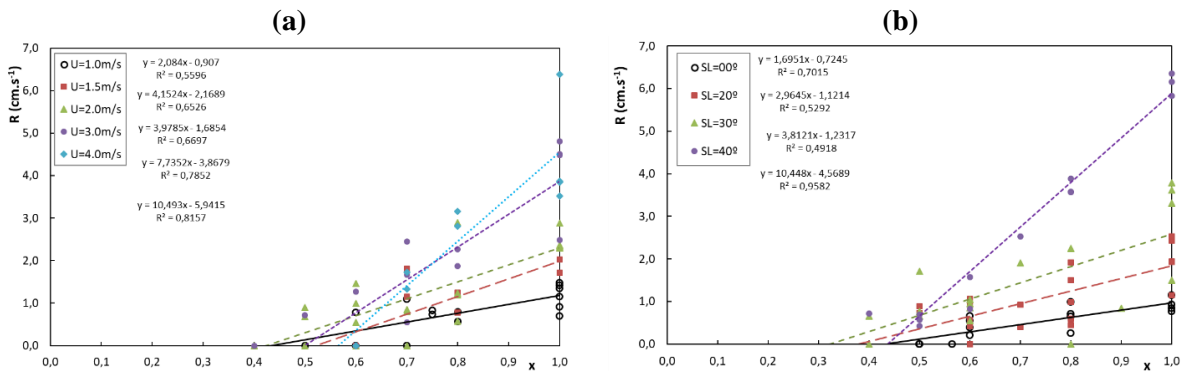 (a)
R (cm.s⁻¹)
7,0
6,0
5,0
4,0
3,0
2,0
1,0
0,0
U=1.0m/s
U=1.5m/s
U=2.0m/s
U=3.0m/s
U=4.0m/s
y = 2,084x - 0,907
R² = 0,5596
y = 4,1524x - 2,1689
R² = 0,6526
y = 3,9785x - 1,6854
R² = 0,6697
y = 7,7352x - 3,8679
R² = 0,7852
y = 10,493x - 5,9415
R² = 0,8157
0 0,1 0,2 0,3 0,4 0,5 0,6 0,7 0,8 0,9 x 1,0
(b)
R (cm.s⁻¹)
7,0
6,0
5,0
4,0
3,0
2,0
1,0
0,0
SL=00º
SL=20º
SL=30º
SL=40º
y = 1,6951x - 0,7245
R² = 0,7015
y = 2,9645x - 1,1214
R² = 0,5292
y = 3,8121x - 1,2317
R² = 0,4918
y = 10,448x - 4,5689
R² = 0,9582
0 0,1 0,2 0,3 0,4 0,5 0,6 0,7 0,8 0,9 x 1,0